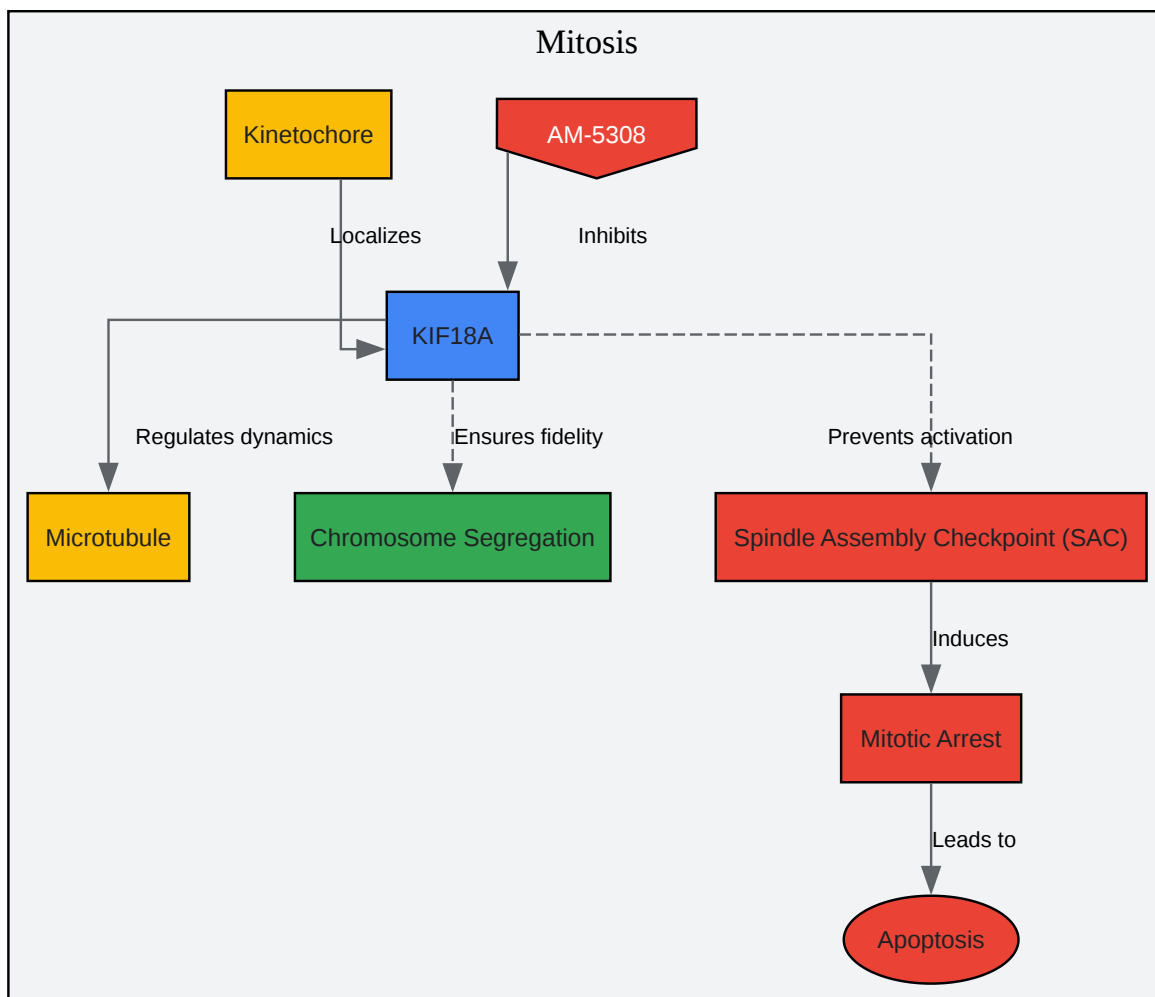 Mitosis
Kinetochore
AM-5308
Localizes
Inhibits
KIF18A
Regulates dynamics
Ensures fidelity
Prevents activation
Microtubule
Chromosome Segregation
Spindle Assembly Checkpoint (SAC)
Induces
Mitotic Arrest
Leads to
Apoptosis